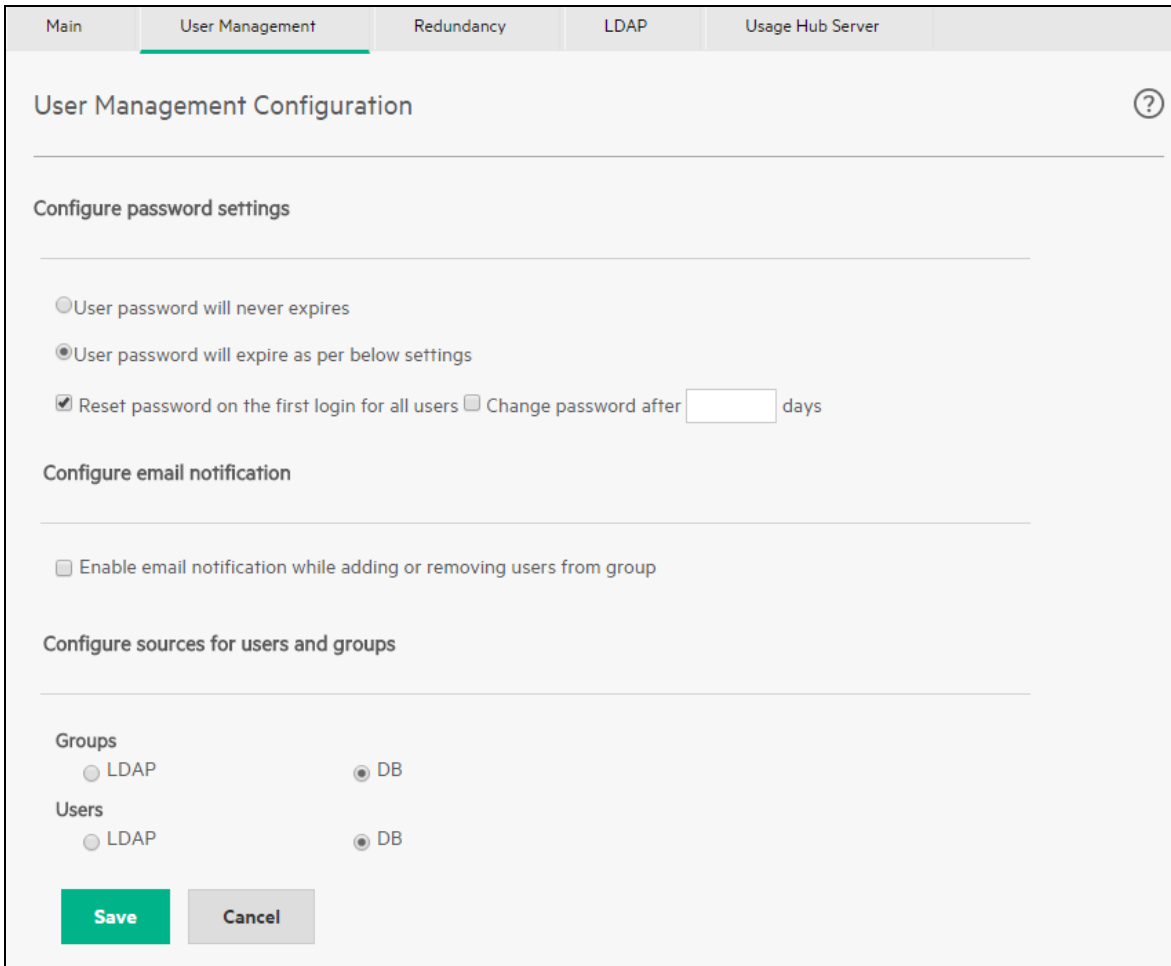 Main User Management Redundancy LDAP Usage Hub Server
User Management Configuration ?
Configure password settings
User password will never expires
User password will expire as per below settings
Reset password on the first login for all users Change password after days
Configure email notification
Enable email notification while adding or removing users from group
Configure sources for users and groups
Groups
LDAP DB
Users
LDAP DB
Save Cancel